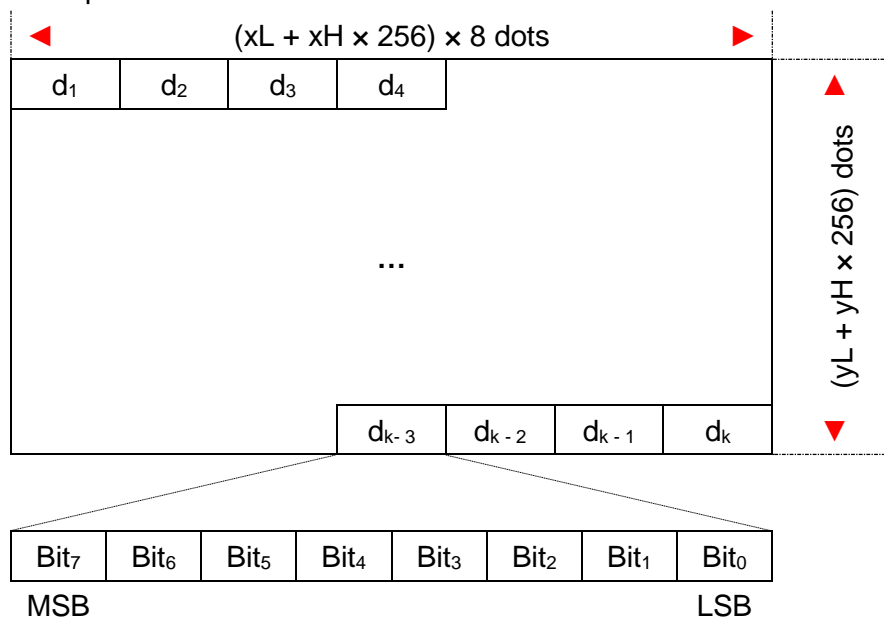 (xL + xH × 256) × 8 dots
d₁ d₂ d₃ d₄
(yL + yH × 256) dots
...
dₖ₋ ₃ dₖ ₋ ₂ dₖ ₋ ₁ dₖ
Bit₇ Bit₆ Bit₅ Bit₄ Bit₃ Bit₂ Bit₁ Bit₀
MSB LSB